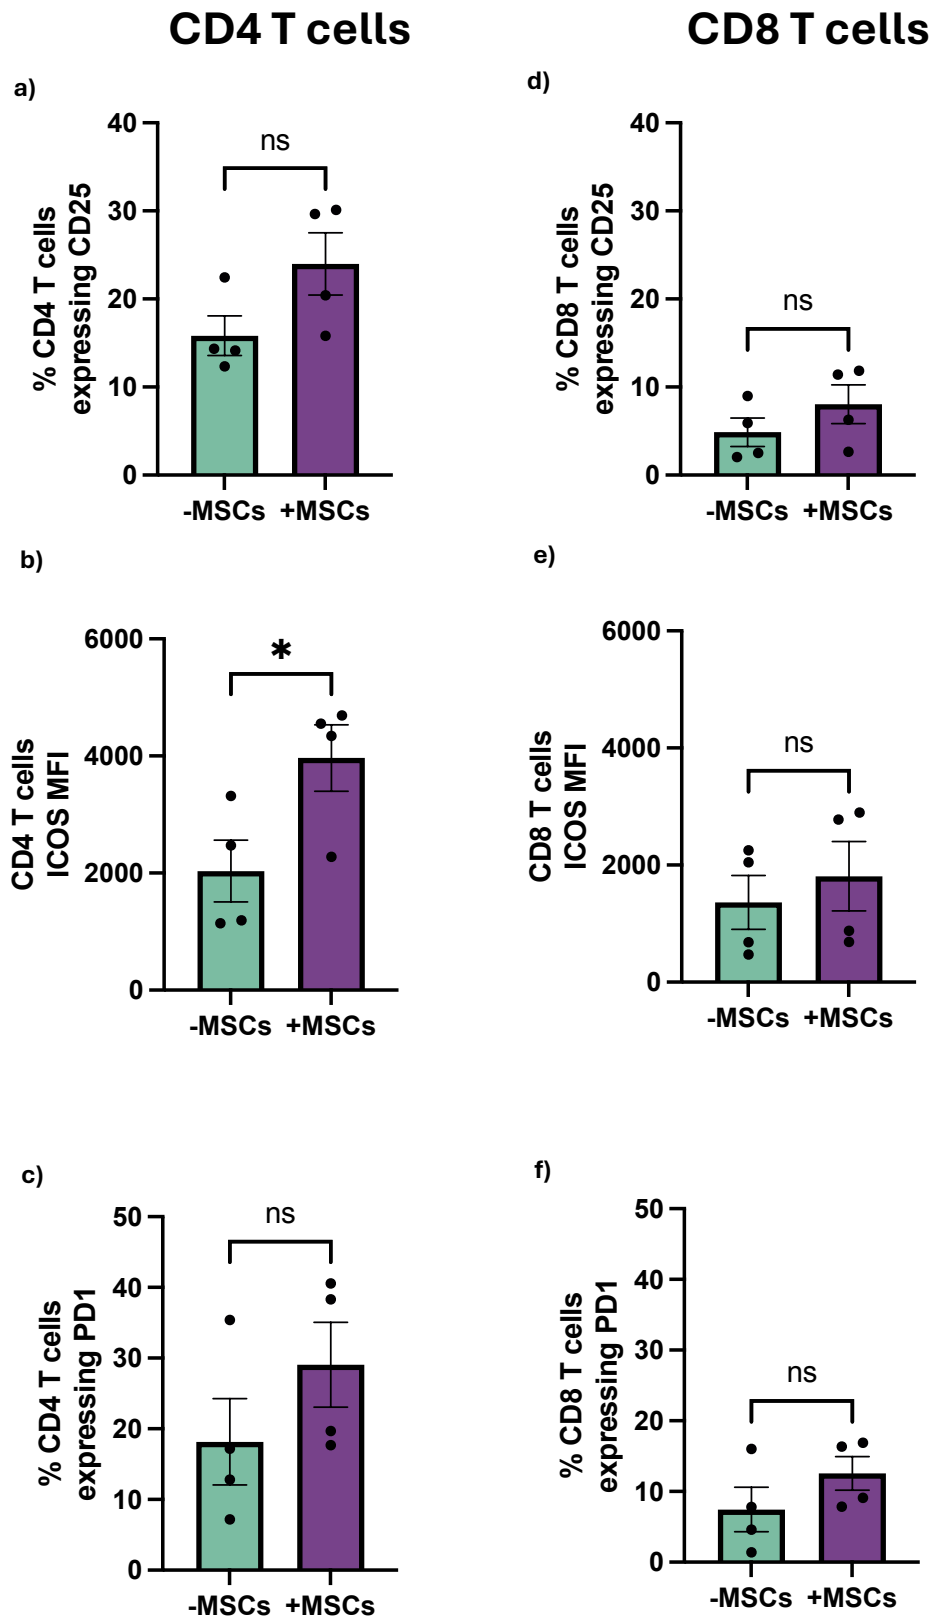 CD4 T cells
CD8 T cells
a)
% CD4 T cells
expressing CD25
40
30
20
10
0
ns
-MSCs +MSCs
d)
% CD8 T cells
expressing CD25
40
30
20
10
0
ns
-MSCs +MSCs
b)
CD4 T cells
ICOS MFI
6000
4000
2000
0
*
-MSCs +MSCs
e)
CD8 T cells
ICOS MFI
6000
4000
2000
0
ns
-MSCs +MSCs
c)
% CD4 T cells
expressing PD1
50
40
30
20
10
0
ns
-MSCs +MSCs
f)
% CD8 T cells
expressing PD1
50
40
30
20
10
0
ns
-MSCs +MSCs